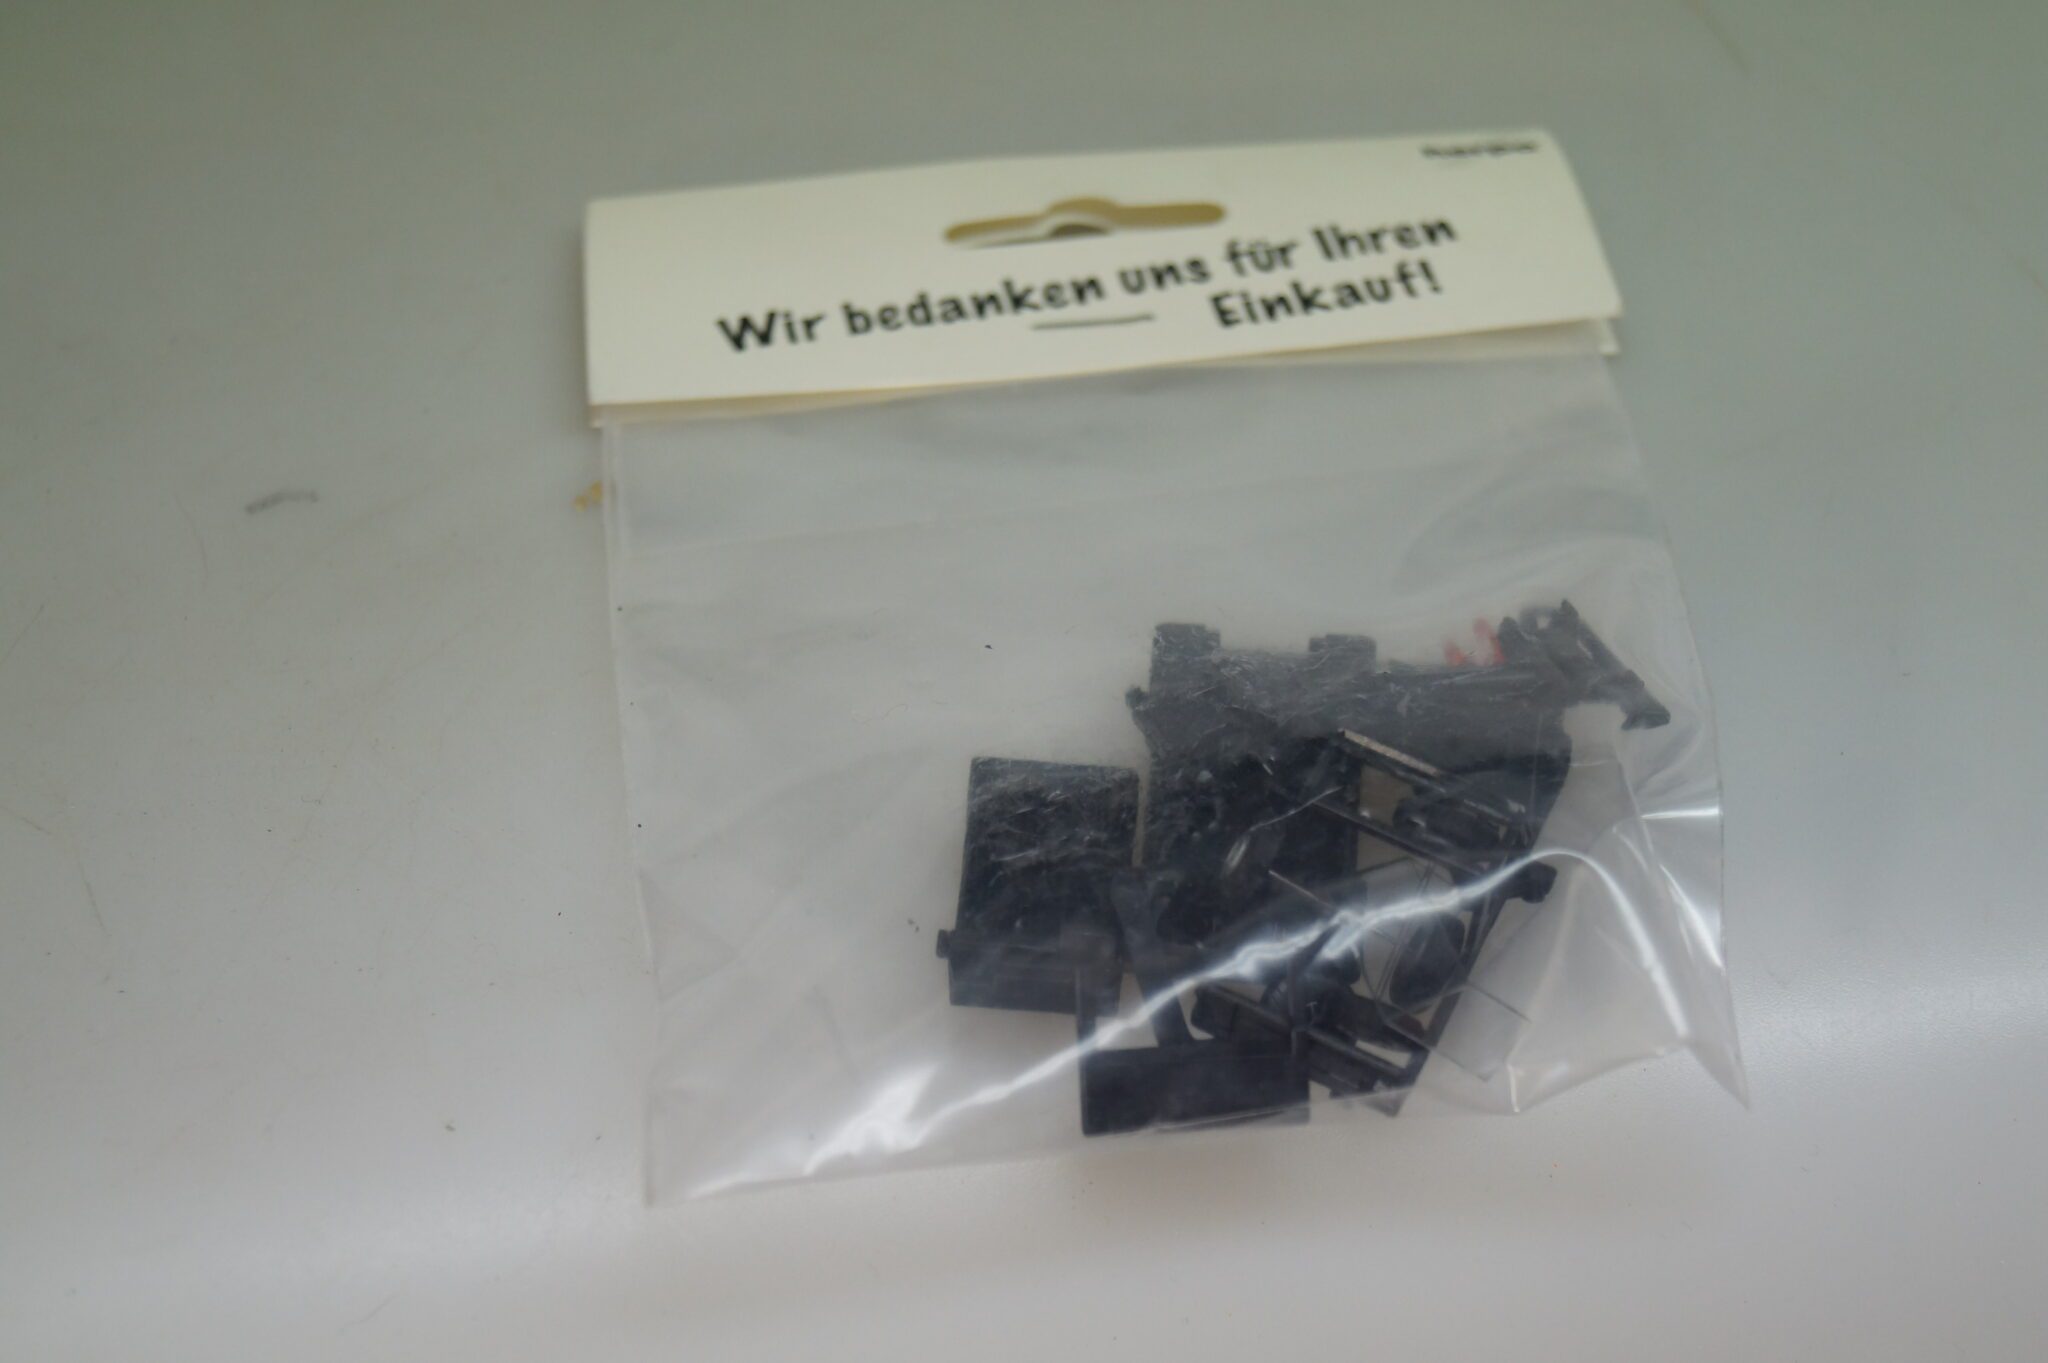 Wir bedanken uns für Ihren
Einkauf!